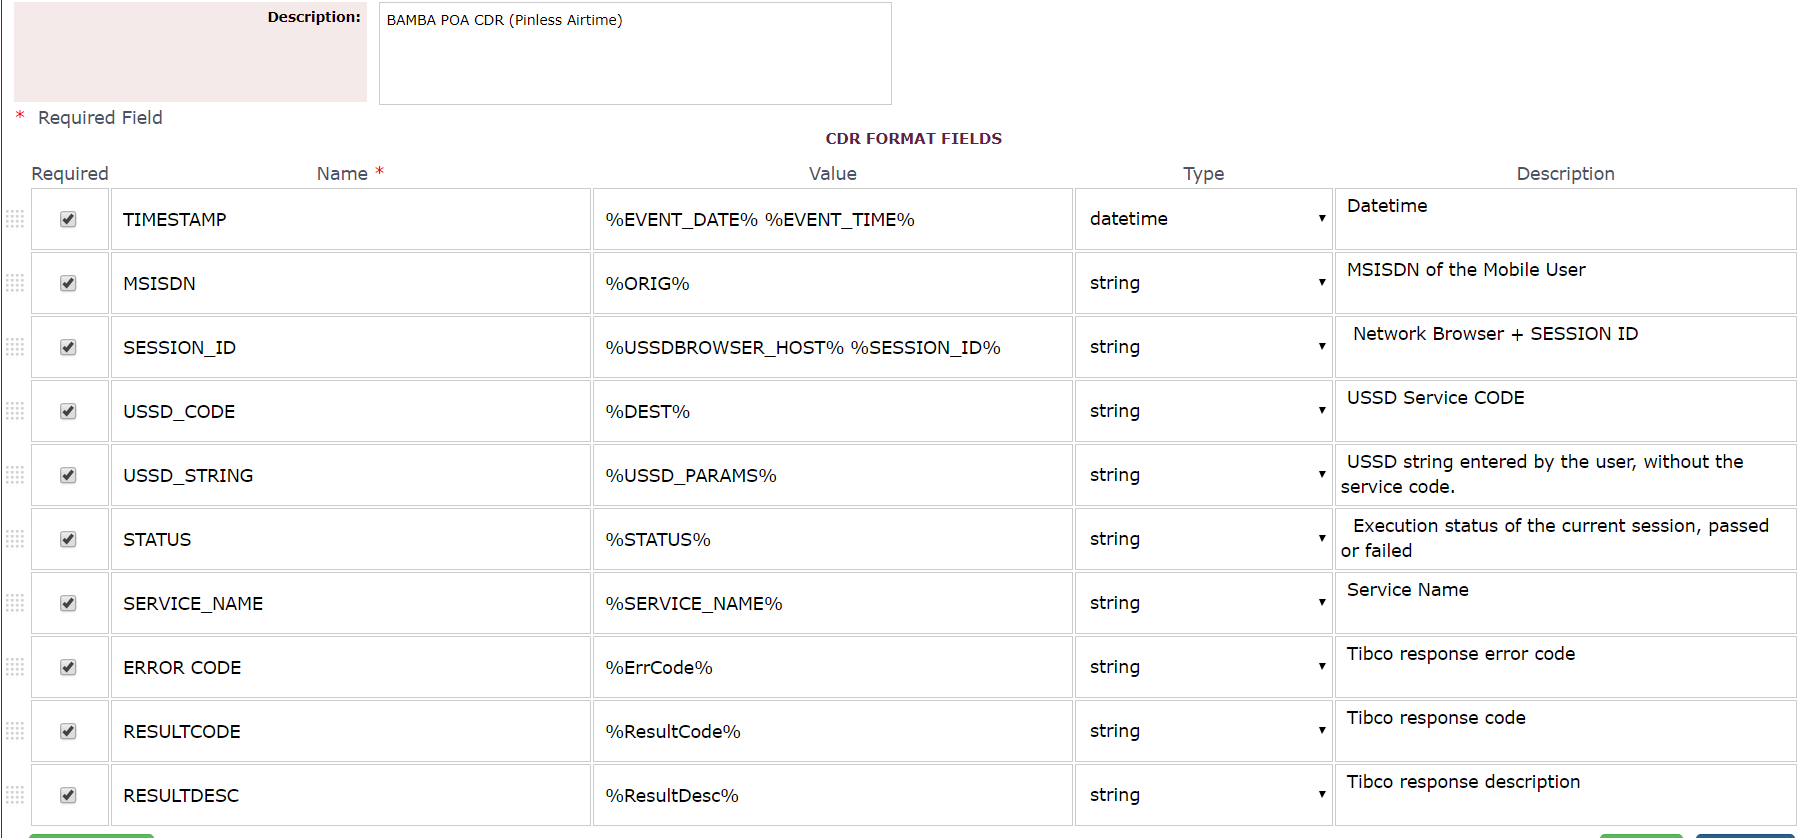 Description:
BAMBA POA CDR (Pinless Airtime)
* Required Field
CDR FORMAT FIELDS
Required Name * Value Type Description
TIMESTAMP %EVENT_DATE% %EVENT_TIME% datetime Datetime
MSISDN %ORIG% string MSISDN of the Mobile User
SESSION_ID %USSDBROWSER_HOST% %SESSION_ID% string Network Browser + SESSION ID
USSD_CODE %DEST% string USSD Service CODE
USSD_STRING %USSD_PARAMS% string USSD string entered by the user, without the
service code.
STATUS %STATUS% string Execution status of the current session, passed
or failed
SERVICE_NAME %SERVICE_NAME% string Service Name
ERROR CODE %ErrCode% string Tibco response error code
RESULTCODE %ResultCode% string Tibco response code
RESULTDESC %ResultDesc% string Tibco response description